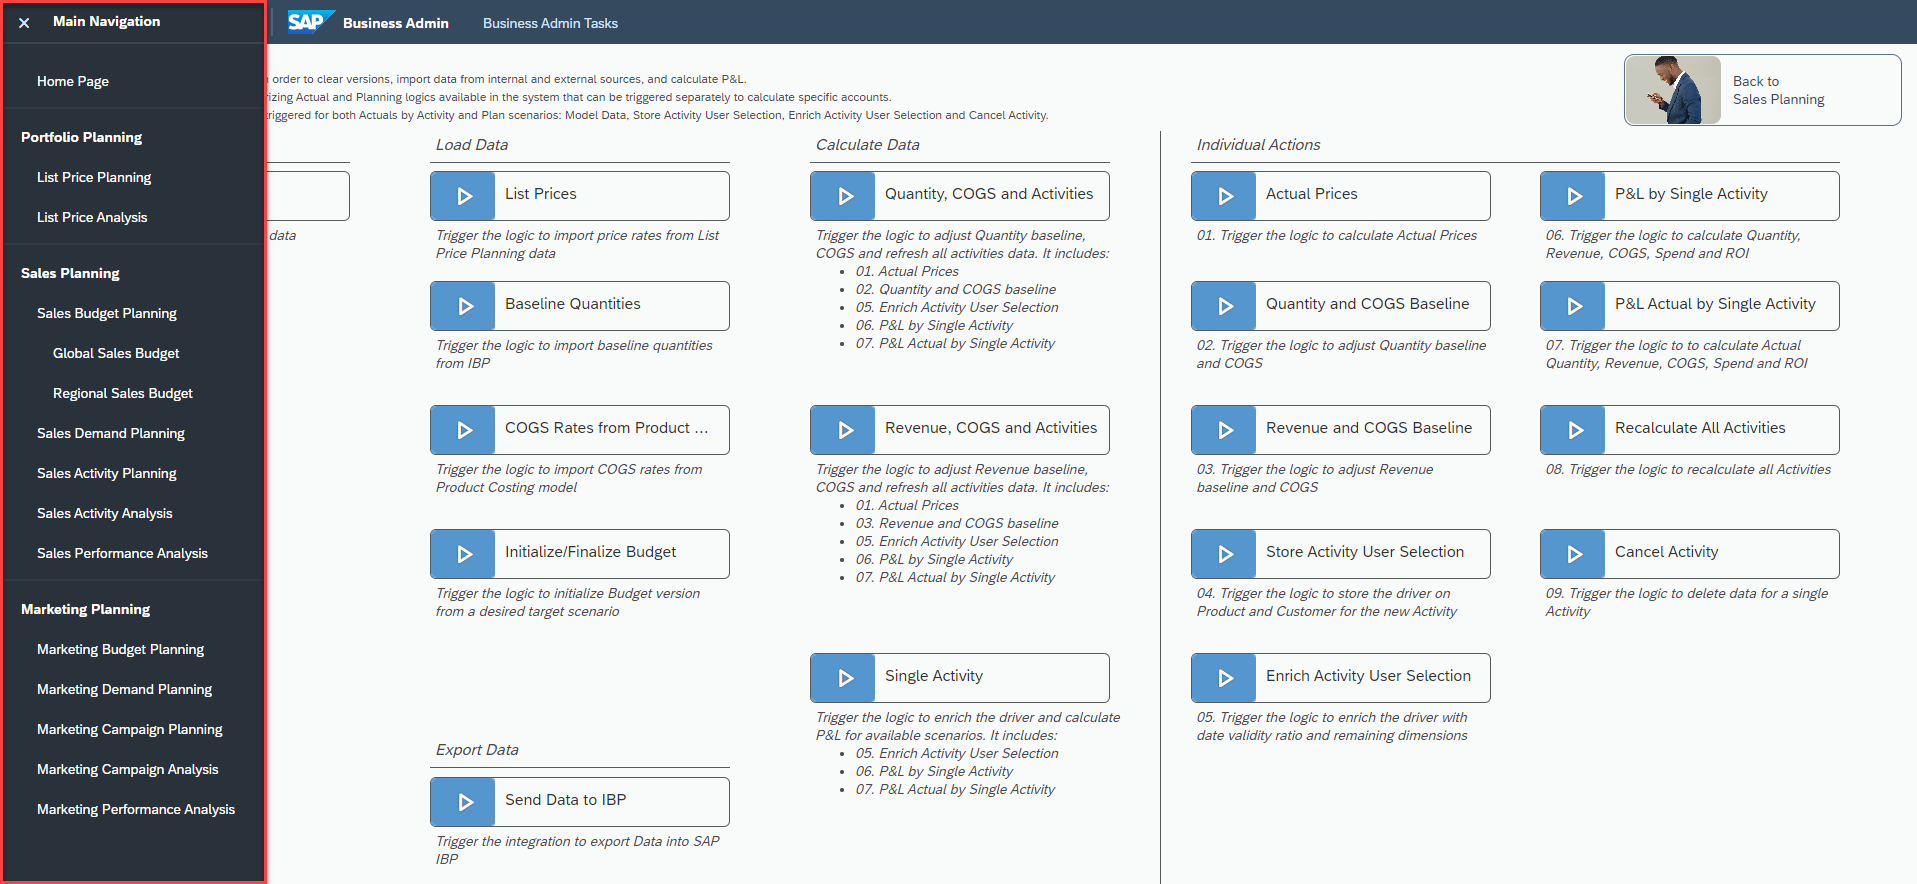 Main Navigation
Home Page
Portfolio Planning
List Price Planning
List Price Analysis
Sales Planning
Sales Budget Planning
Global Sales Budget
Regional Sales Budget
Sales Demand Planning
Sales Activity Planning
Sales Activity Analysis
Sales Performance Analysis
Marketing Planning
Marketing Budget Planning
Marketing Demand Planning
Marketing Campaign Planning
Marketing Campaign Analysis
Marketing Performance Analysis
SAP Business Admin Business Admin Tasks
order to clear versions, import data from internal and external sources, and calculate P&L.
rizing Actual and Planning logics available in the system that can be triggered separately to calculate specific accounts.
triggered for both Actuals by Activity and Plan scenarios: Model Data, Store Activity User Selection, Enrich Activity User Selection and Cancel Activity.
Back to
Sales Planning
data
Load Data
List Prices
Trigger the logic to import price rates from List
Price Planning data
Baseline Quantities
Trigger the logic to import baseline quantities
from IBP
COGS Rates from Product ...
Trigger the logic to import COGS rates from
Product Costing model
Initialize/Finalize Budget
Trigger the logic to initialize Budget version
from a desired target scenario
Export Data
Send Data to IBP
Trigger the integration to export Data into SAP
IBP
Calculate Data
Quantity, COGS and Activities
Trigger the logic to adjust Quantity baseline,
COGS and refresh all activities data. It includes:
• 01. Actual Prices
• 02. Quantity and COGS baseline
• 05. Enrich Activity User Selection
• 06. P&L by Single Activity
• 07. P&L Actual by Single Activity
Revenue, COGS and Activities
Trigger the logic to adjust Revenue baseline,
COGS and refresh all activities data. It includes:
• 01. Actual Prices
• 03. Revenue and COGS baseline
• 05. Enrich Activity User Selection
• 06. P&L by Single Activity
• 07. P&L Actual by Single Activity
Single Activity
Trigger the logic to enrich the driver and calculate
P&L for available scenarios. It includes:
• 05. Enrich Activity User Selection
• 06. P&L by Single Activity
• 07. P&L Actual by Single Activity
Individual Actions
Actual Prices
01. Trigger the logic to calculate Actual Prices
Quantity and COGS Baseline
02. Trigger the logic to adjust Quantity baseline
and COGS
Revenue and COGS Baseline
03. Trigger the logic to adjust Revenue
baseline and COGS
Store Activity User Selection
04. Trigger the logic to store the driver on
Product and Customer for the new Activity
Enrich Activity User Selection
05. Trigger the logic to enrich the driver with
date validity ratio and remaining dimensions
P&L by Single Activity
06. Trigger the logic to calculate Quantity,
Revenue, COGS, Spend and ROI
P&L Actual by Single Activity
07. Trigger the logic to to calculate Actual
Quantity, Revenue, COGS, Spend and ROI
Recalculate All Activities
08. Trigger the logic to recalculate all Activities
Cancel Activity
09. Trigger the logic to delete data for a single
Activity